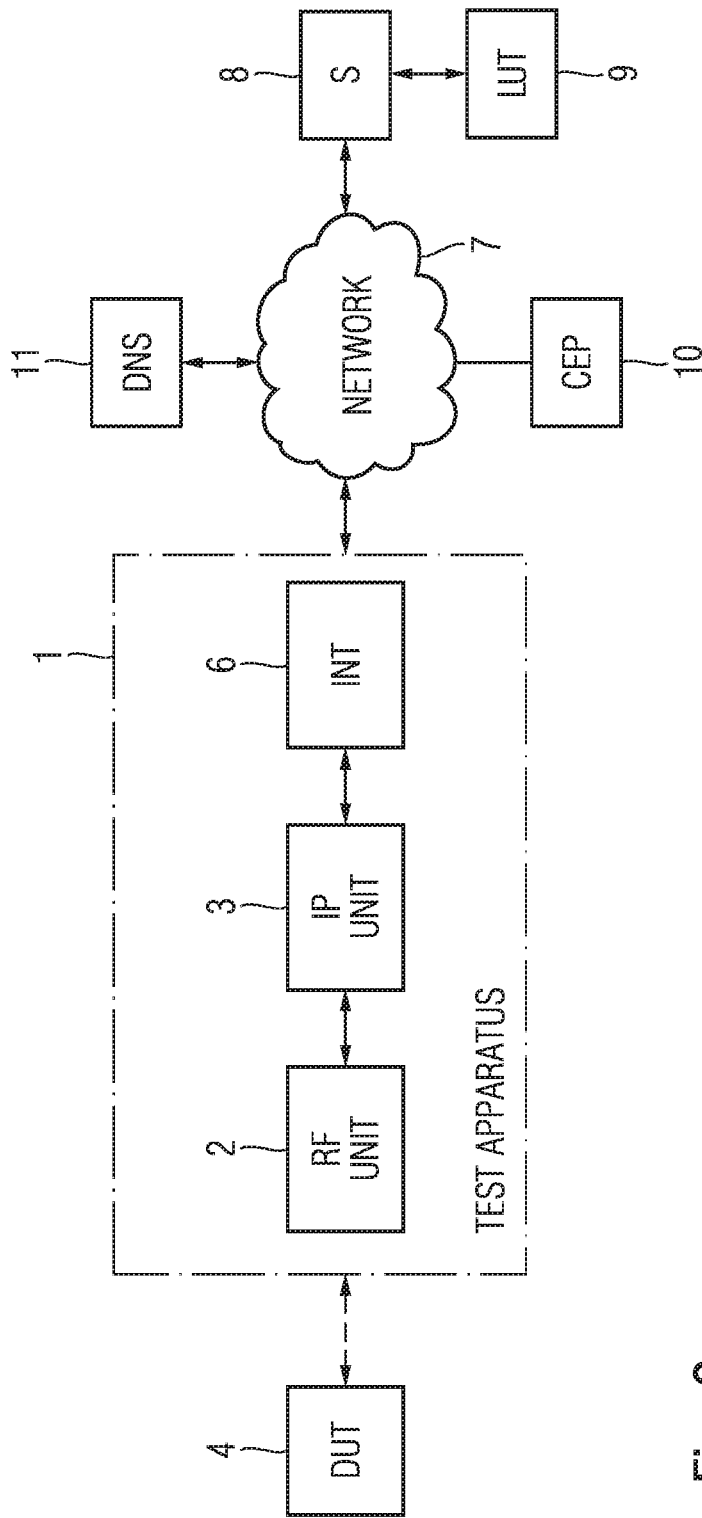 11
1
DNS
4
2
3
6
8
DUT
RF
UNIT
IP
UNIT
INT
NETWORK
S
TEST APPARATUS
7
CEP
LUT
10
9